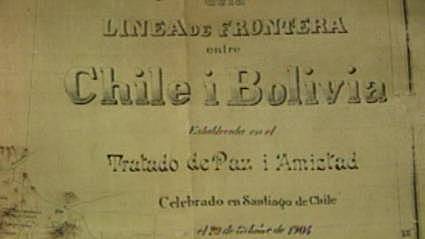 LINEA DE FRONTERA
entre
Chile i Bolivia
Establecida en el
Tratado de Paz i Amistad
Celebrado en Santiago de Chile
el 20 de de 1904